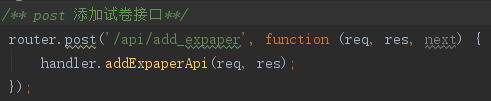 /** post 添加试卷接口**/
router.post('/api/add_expaper', function (req, res, next) {
    handler.addExpaperApi(req, res);
});